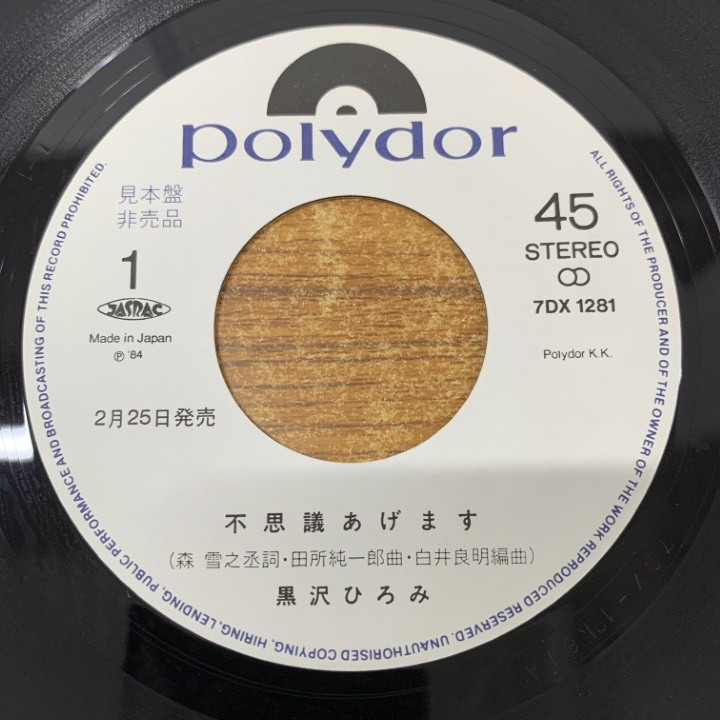 polydor
見本盤
非売品
45
STEREO
1
JASRAC
7DX 1281
Made in Japan
Ⓟ '84
Polydor K.K.
2月25日発売
不思議あげます
(森 雪之丞詞・田所純一郎曲・白井良明編曲)
黒沢ひろみ
ALL RIGHTS OF THE PRODUCER AND OF THE OWNER OF THE WORK REPRODUCED RESERVED. UNAUTHORISED COPYING, HIRING, LENDING, PUBLIC PERFORMANCE AND BROADCASTING OF THIS RECORD PROHIBITED.